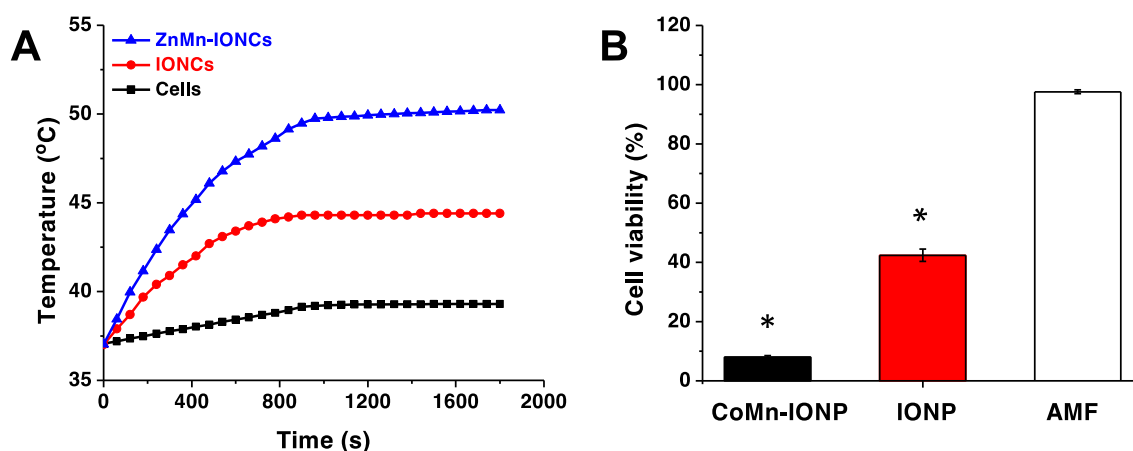 A
Temperature (°C)
55
50
45
40
35
ZnMn-IONCs
IONCs
Cells
0
400
800
1200
1600
2000
Time (s)
B
Cell viability (%)
120
100
80
60
40
20
0
*
*
CoMn-IONP
IONP
AMF